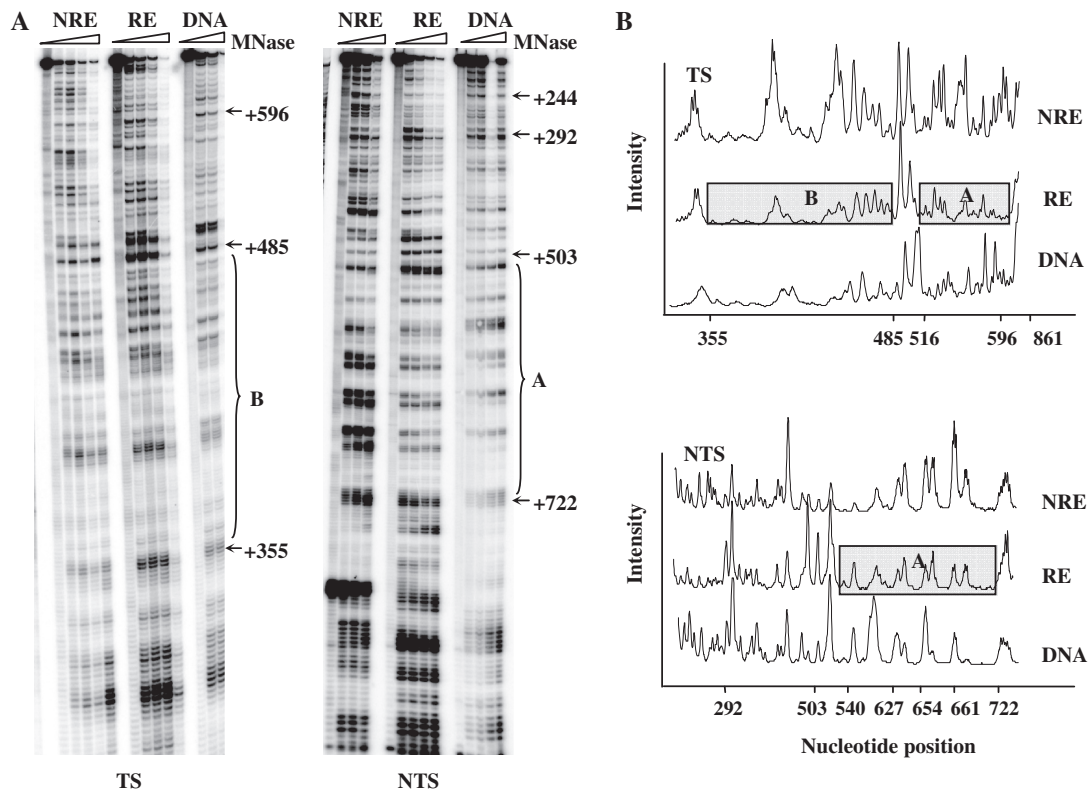 A
NRE RE DNA
MNase
+596
+485
B
+355
TS
NRE RE DNA
MNase
+244
+292
+503
A
+722
NTS
B
TS
NRE
B A
RE
DNA
Intensity
355 485 516 596 861
NTS
NRE
A
RE
DNA
Intensity
292 503 540 627 654 661 722
Nucleotide position